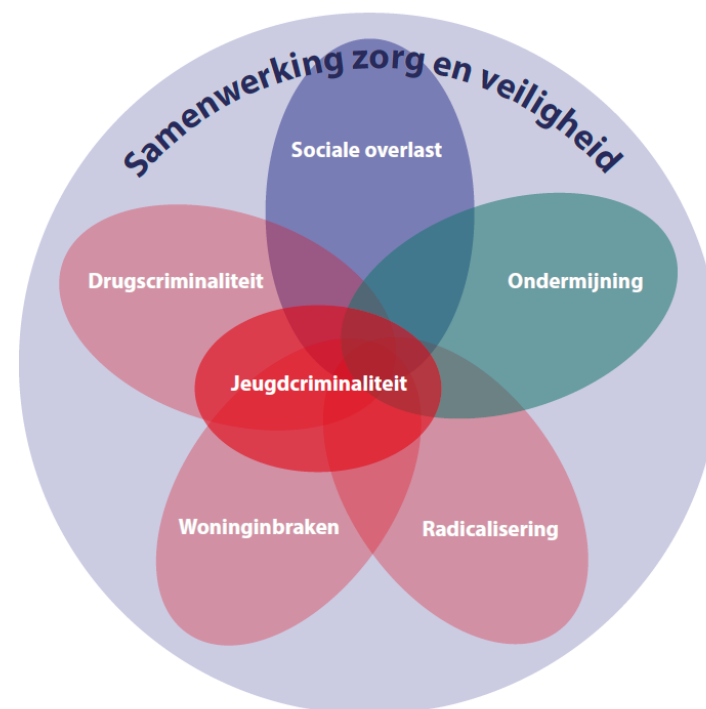 Samenwerking zorg en veiligheid
Sociale overlast
Drugscriminaliteit
Ondermijning
Jeugdcriminaliteit
Woninginbraken
Radicalisering